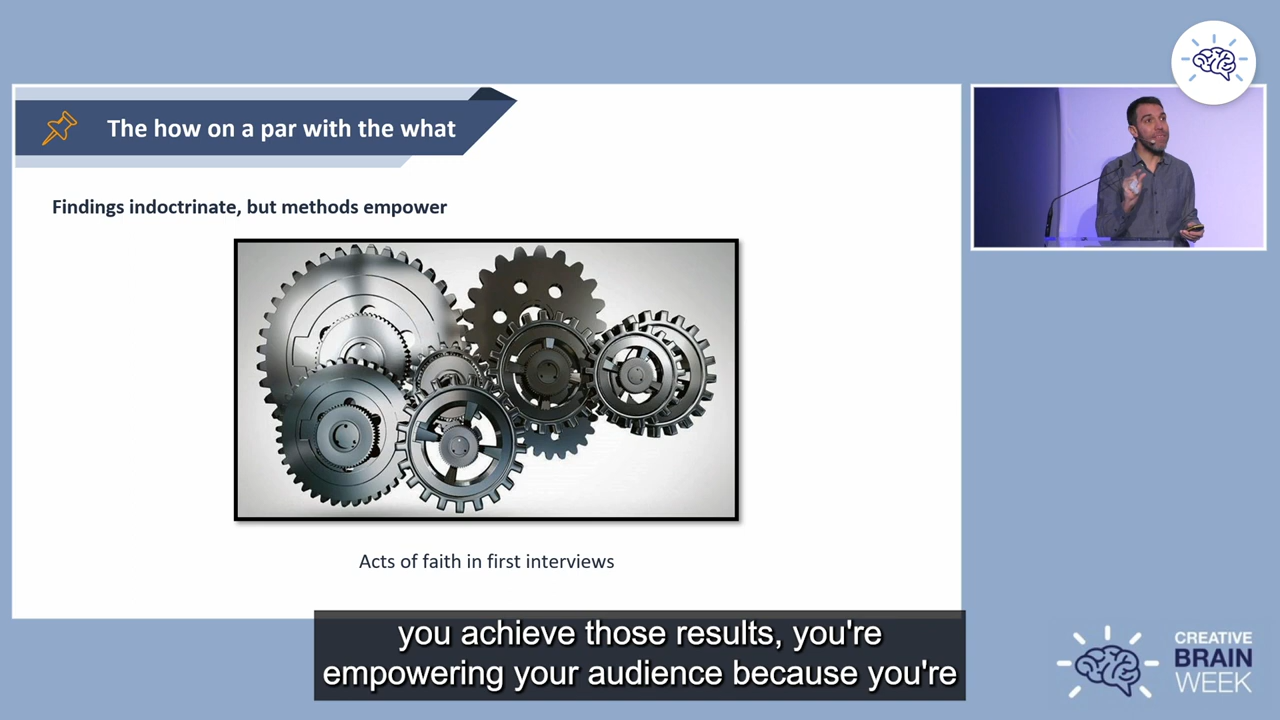 The how on a par with the what
Findings indoctrinate, but methods empower
Acts of faith in first interviews
you achieve those results, you're
empowering your audience because you're
CREATIVE
BRAIN
WEEK